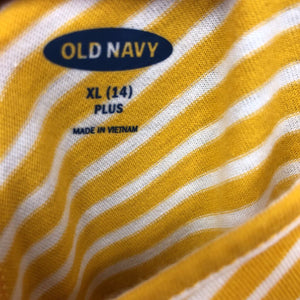 OLD NAVY
XL (14)
PLUS
MADE IN VIETNAM